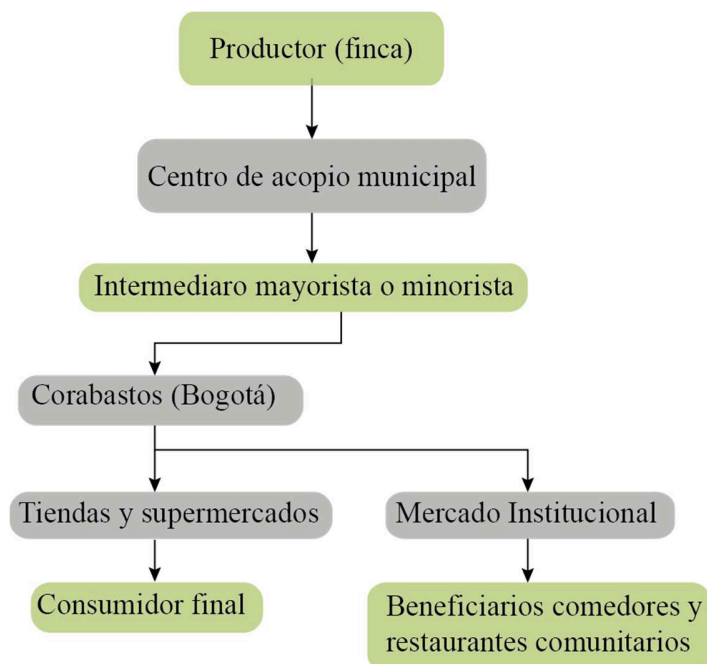 Productor (finca)
Centro de acopio municipal
Intermediaro mayorista o minorista
Corabastos (Bogotá)
Tiendas y supermercados
Mercado Institucional
Consumidor final
Beneficiarios comedores y
restaurantes comunitarios